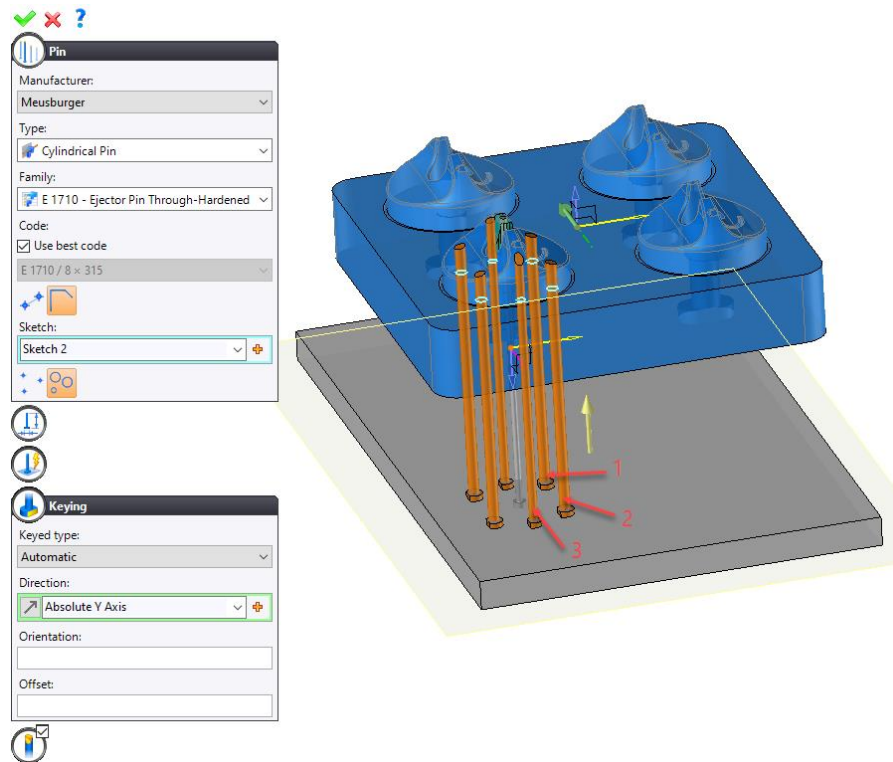 ?
Pin
Manufacturer:
Meusburger
Type:
Cylindrical Pin
Family:
E 1710 - Ejector Pin Through-Hardened
Code:
Use best code
E 1710 / 8 × 315
Sketch:
Sketch 2
Keying
Keyed type:
Automatic
Direction:
Absolute Y Axis
Orientation:
Offset:
1
2
3